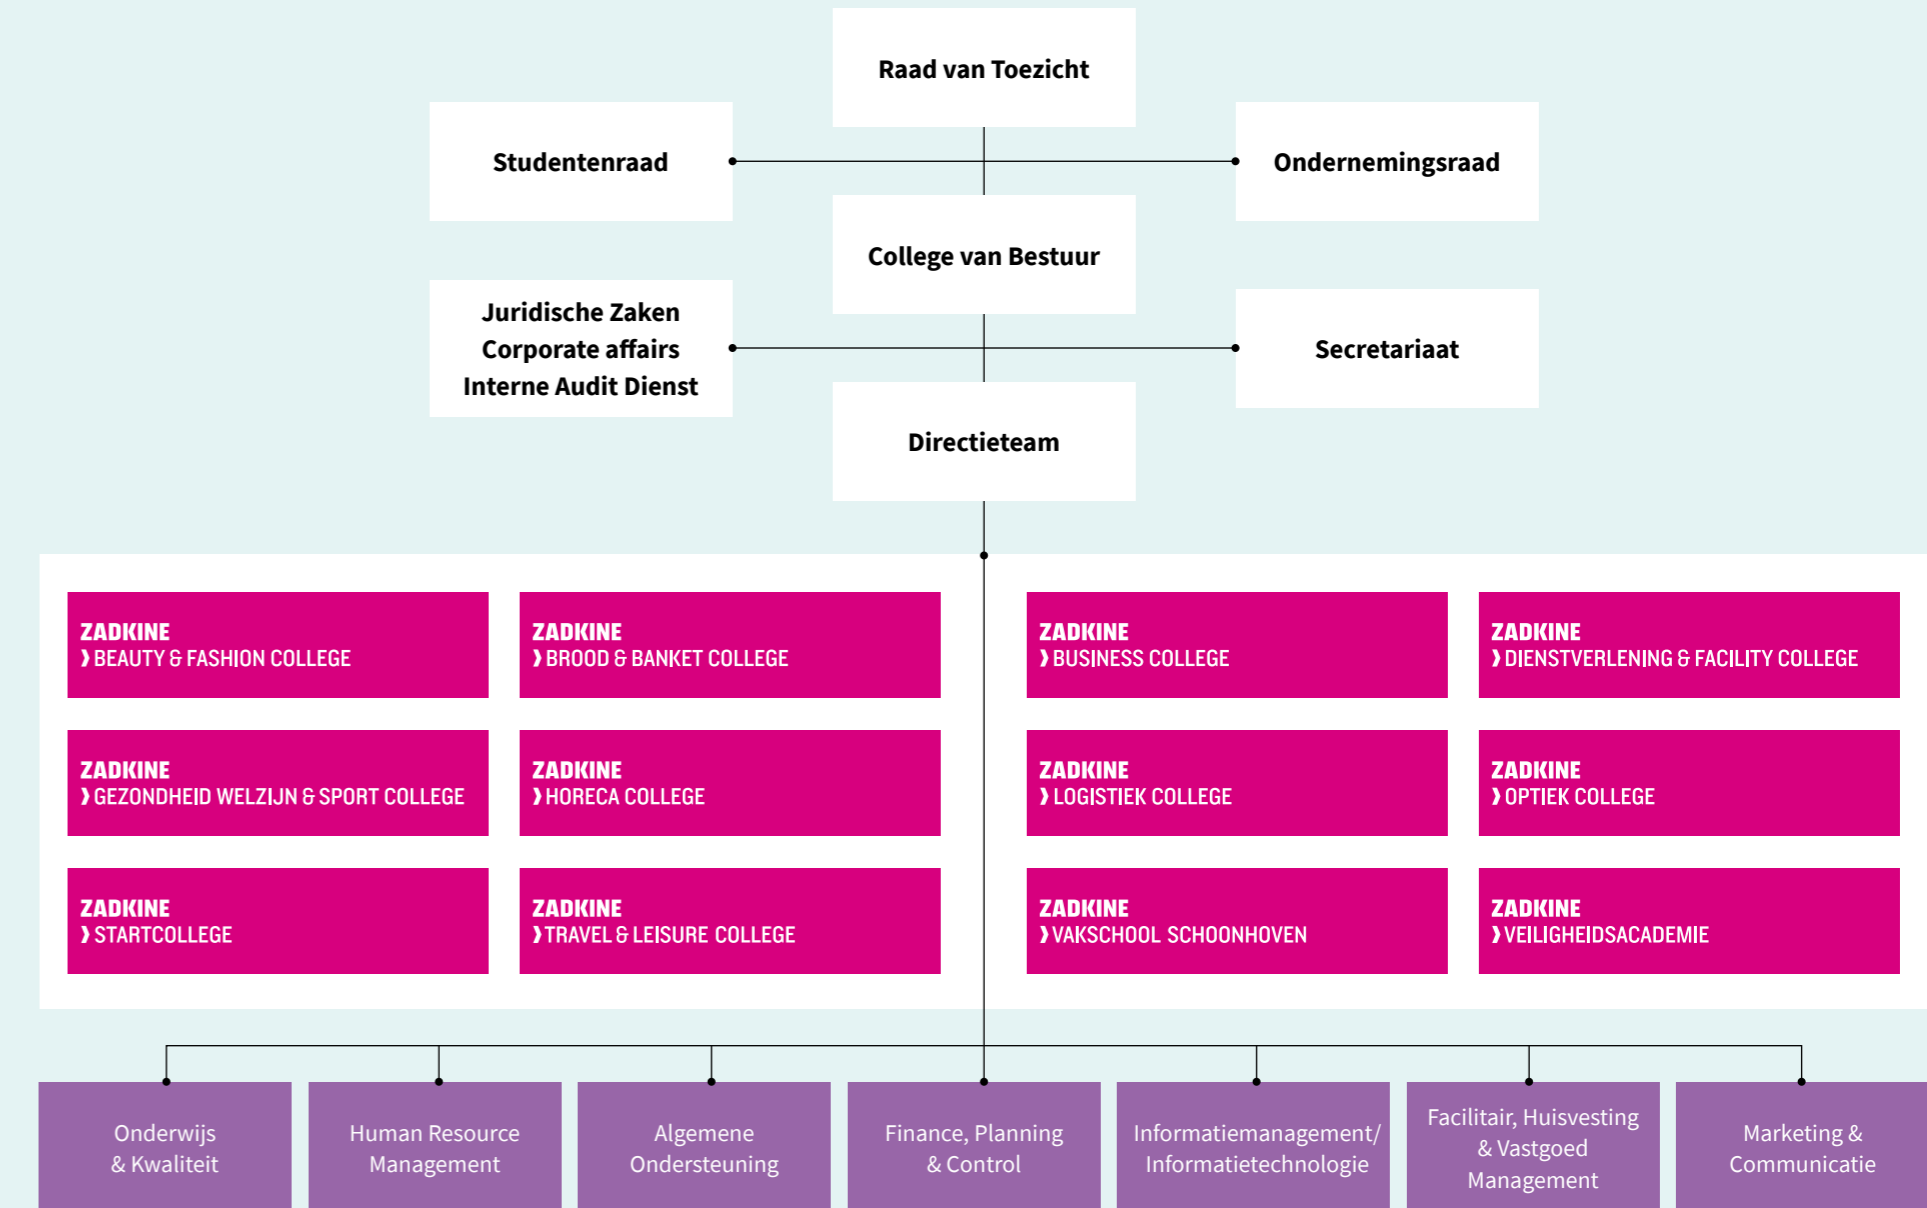 Raad van Toezicht
Studentenraad
Ondernemingsraad
College van Bestuur
Juridische Zaken
Corporate affairs
Interne Audit Dienst
Secretariaat
Directieteam
ZADKINE
❱ BEAUTY & FASHION COLLEGE
ZADKINE
❱ BROOD & BANKET COLLEGE
ZADKINE
❱ BUSINESS COLLEGE
ZADKINE
❱ DIENSTVERLENING & FACILITY COLLEGE
ZADKINE
❱ GEZONDHEID WELZIJN & SPORT COLLEGE
ZADKINE
❱ HORECA COLLEGE
ZADKINE
❱ LOGISTIEK COLLEGE
ZADKINE
❱ OPTIEK COLLEGE
ZADKINE
❱ STARTCOLLEGE
ZADKINE
❱ TRAVEL & LEISURE COLLEGE
ZADKINE
❱ VAKSCHOOL SCHOONHOVEN
ZADKINE
❱ VEILIGHEIDSACADEMIE
Onderwijs
& Kwaliteit
Human Resource
Management
Algemene
Ondersteuning
Finance, Planning
& Control
Informatiemanagement/
Informatietechnologie
Facilitair, Huisvesting
& Vastgoed
Management
Marketing &
Communicatie